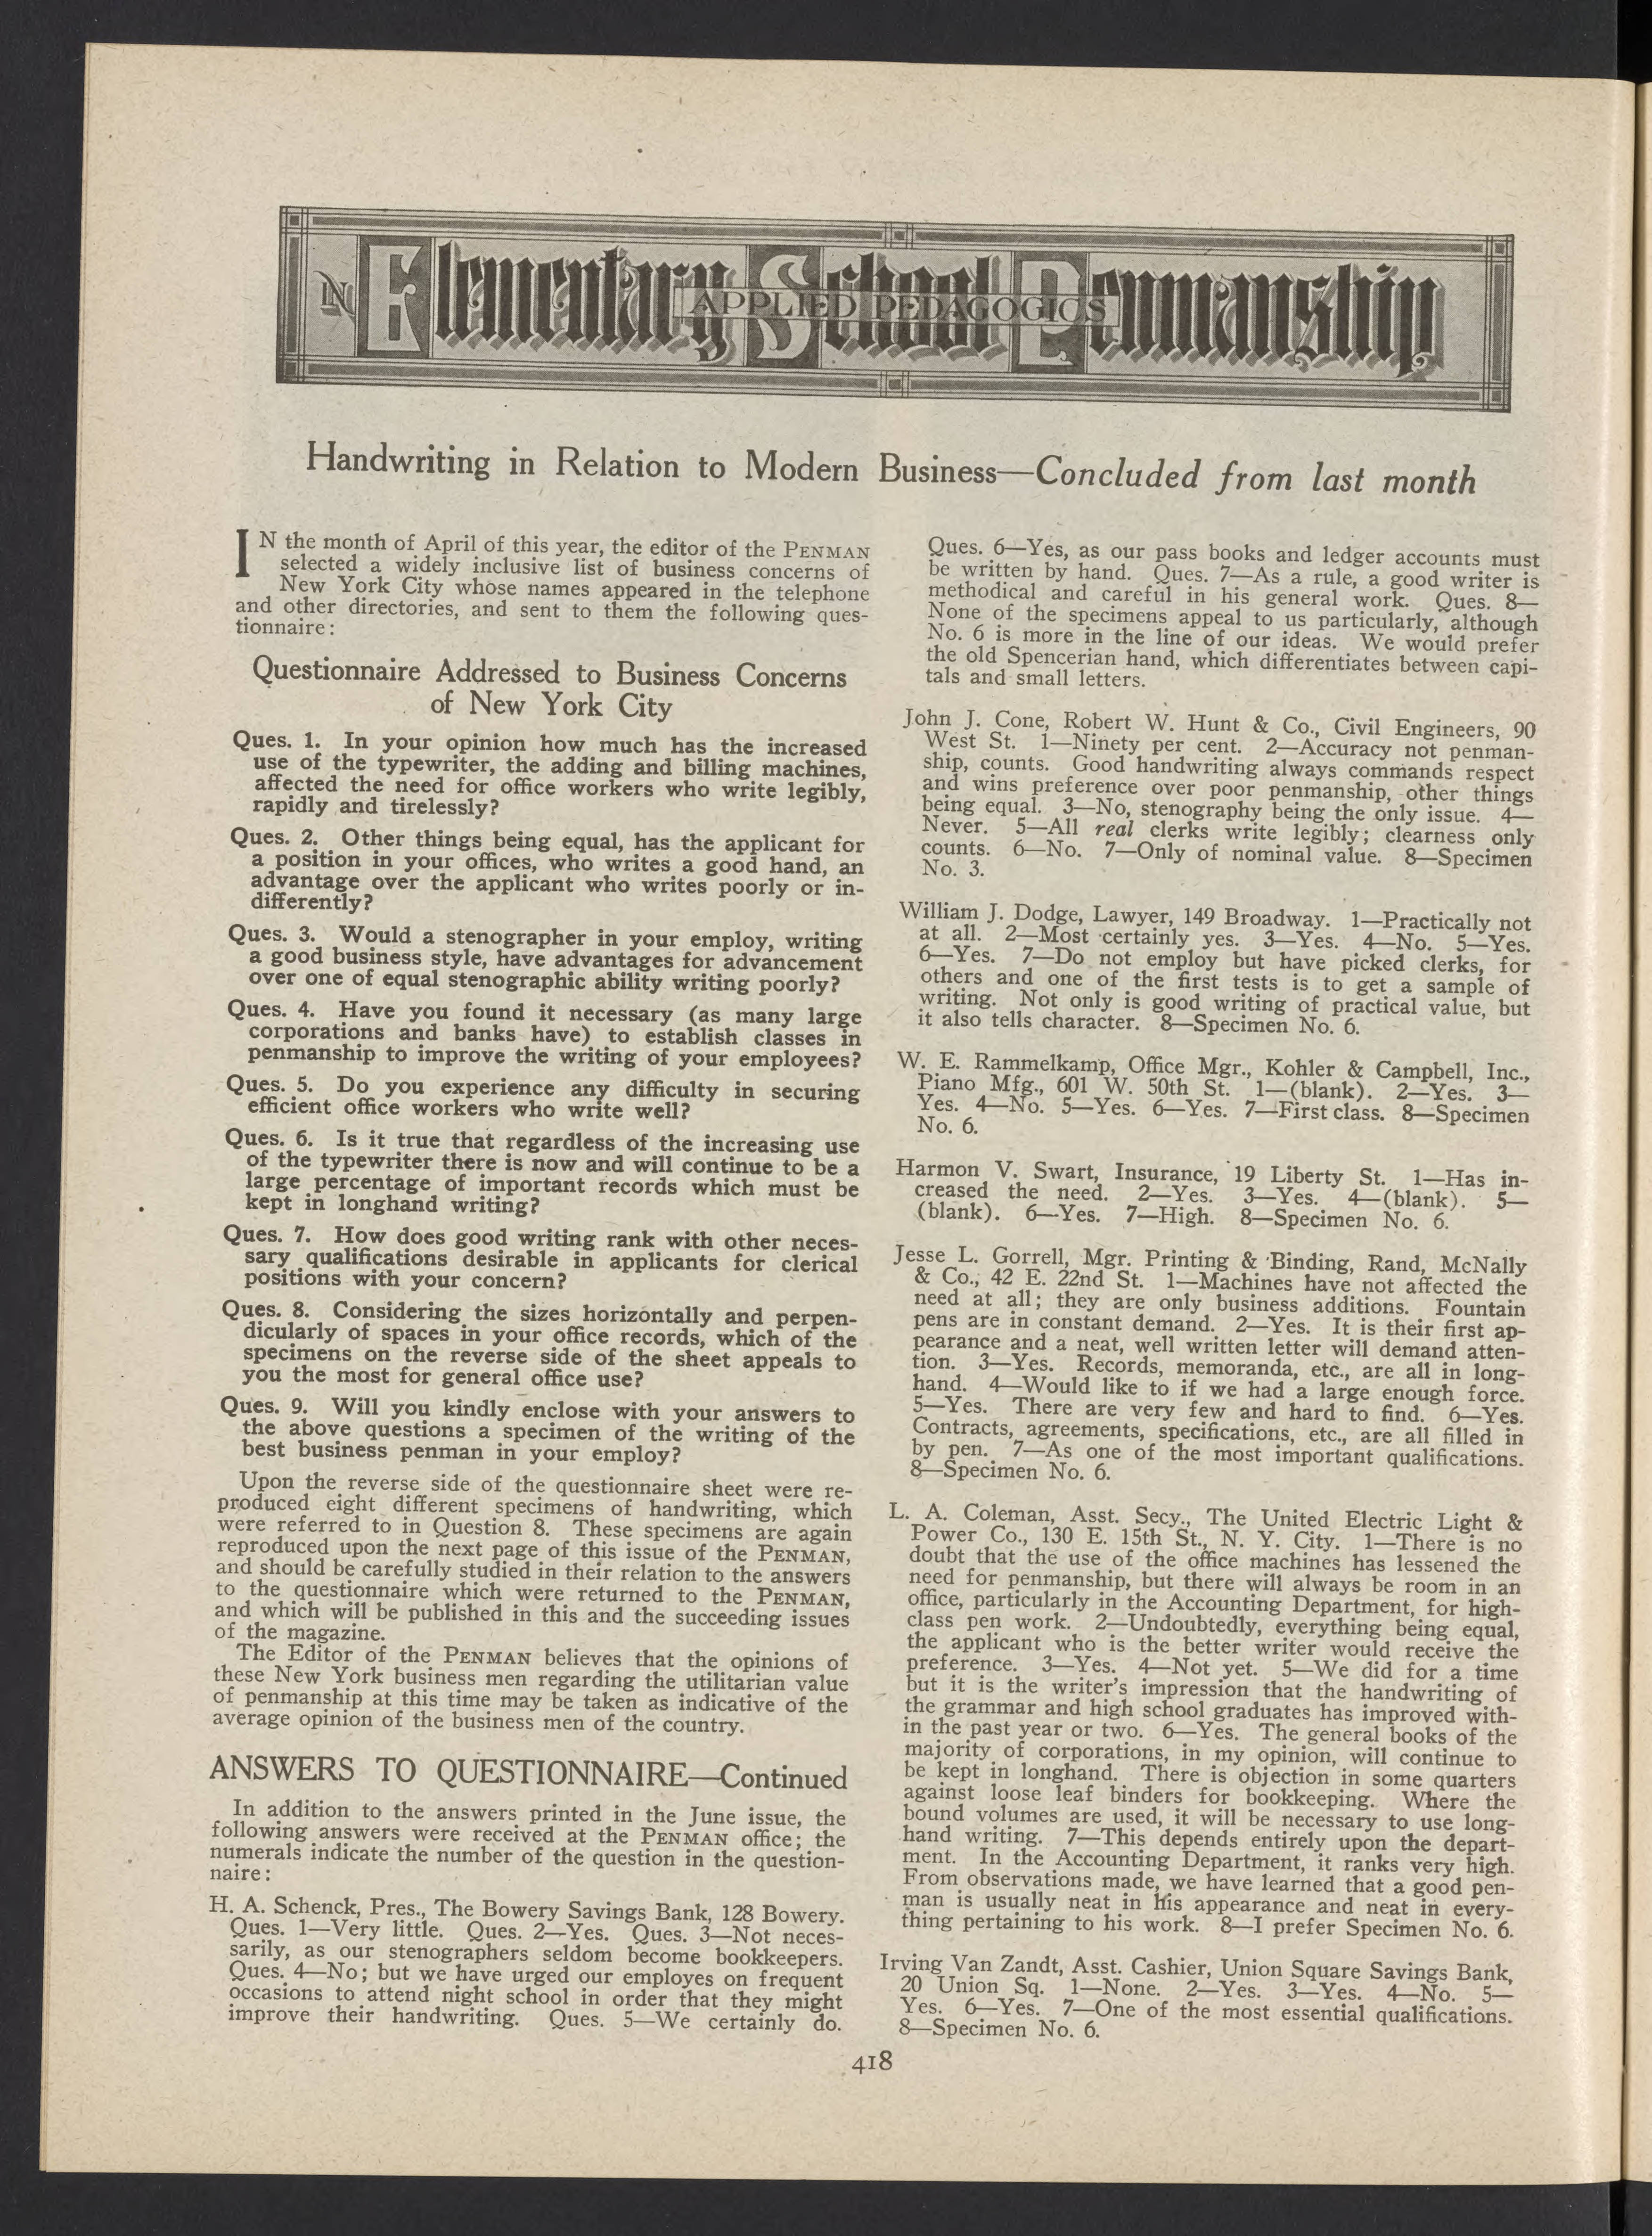 IN Elementary School Penmanship
APPLIED PEDAGOGICS
Handwriting in Relation to Modern Business—Concluded from last month
IN the month of April of this year, the editor of the PENMAN
selected a widely inclusive list of business concerns of
New York City whose names appeared in the telephone
and other directories, and sent to them the following ques-
tionnaire:
Questionnaire Addressed to Business Concerns
of New York City
Ques. 1. In your opinion how much has the increased
use of the typewriter, the adding and billing machines,
affected the need for office workers who write legibly,
rapidly and tirelessly?
Ques. 2. Other things being equal, has the applicant for
a position in your offices, who writes a good hand, an
advantage over the applicant who writes poorly or in-
differently?
Ques. 3. Would a stenographer in your employ, writing
a good business style, have advantages for advancement
over one of equal stenographic ability writing poorly?
Ques. 4. Have you found it necessary (as many large
corporations and banks have) to establish classes in
penmanship to improve the writing of your employees?
Ques. 5. Do you experience any difficulty in securing
efficient office workers who write well?
Ques. 6. Is it true that regardless of the increasing use
of the typewriter there is now and will continue to be a
large percentage of important records which must be
kept in longhand writing?
Ques. 7. How does good writing rank with other neces-
sary qualifications desirable in applicants for clerical
positions with your concern?
Ques. 8. Considering the sizes horizontally and perpen-
dicularly of spaces in your office records, which of the
specimens on the reverse side of the sheet appeals to
you the most for general office use?
Ques. 9. Will you kindly enclose with your answers to
the above questions a specimen of the writing of the
best business penman in your employ?
Upon the reverse side of the questionnaire sheet were re-
produced eight different specimens of handwriting, which
were referred to in Question 8. These specimens are again
reproduced upon the next page of this issue of the PENMAN,
and should be carefully studied in their relation to the answers
to the questionnaire which were returned to the PENMAN,
and which will be published in this and the succeeding issues
of the magazine.
The Editor of the PENMAN believes that the opinions of
these New York business men regarding the utilitarian value
of penmanship at this time may be taken as indicative of the
average opinion of the business men of the country.
ANSWERS TO QUESTIONNAIRE—Continued
In addition to the answers printed in the June issue, the
following answers were received at the PENMAN office; the
numerals indicate the number of the question in the question-
naire:
H. A. Schenck, Pres., The Bowery Savings Bank, 128 Bowery.
Ques. 1—Very little. Ques. 2—Yes. Ques. 3—Not neces-
sarily, as our stenographers seldom become bookkeepers.
Ques. 4—No; but we have urged our employes on frequent
occasions to attend night school in order that they might
improve their handwriting. Ques. 5—We certainly do.
Ques. 6—Yes, as our pass books and ledger accounts must
be written by hand. Ques. 7—As a rule, a good writer is
methodical and careful in his general work. Ques. 8—
None of the specimens appeal to us particularly, although
No. 6 is more in the line of our ideas. We would prefer
the old Spencerian hand, which differentiates between capi-
tals and small letters.
John J. Cone, Robert W. Hunt & Co., Civil Engineers, 90
West St. 1—Ninety per cent. 2—Accuracy not penman-
ship, counts. Good handwriting always commands respect
and wins preference over poor penmanship, other things
being equal. 3—No, stenography being the only issue. 4—
Never. 5—All real clerks write legibly; clearness only
counts. 6—No. 7—Only of nominal value. 8—Specimen
No. 3.
William J. Dodge, Lawyer, 149 Broadway. 1—Practically not
at all. 2—Most certainly yes. 3—Yes. 4—No. 5—Yes.
6—Yes. 7—Do not employ but have picked clerks, for
others and one of the first tests is to get a sample of
writing. Not only is good writing of practical value, but
it also tells character. 8—Specimen No. 6.
W. E. Rammelkamp, Office Mgr., Kohler & Campbell, Inc.,
Piano Mfg., 601 W. 50th St. 1—(blank). 2—Yes. 3—
Yes. 4—No. 5—Yes. 6—Yes. 7—First class. 8—Specimen
No. 6.
Harmon V. Swart, Insurance, 19 Liberty St. 1—Has in-
creased the need. 2—Yes. 3—Yes. 4—(blank). 5—
(blank). 6—Yes. 7—High. 8—Specimen No. 6.
Jesse L. Gorrell, Mgr. Printing & Binding, Rand, McNally
& Co., 42 E. 22nd St. 1—Machines have not affected the
need at all; they are only business additions. Fountain
pens are in constant demand. 2—Yes. It is their first ap-
pearance and a neat, well written letter will demand atten-
tion. 3—Yes. Records, memoranda, etc., are all in long-
hand. 4—Would like to if we had a large enough force.
5—Yes. There are very few and hard to find. 6—Yes.
Contracts, agreements, specifications, etc., are all filled in
by pen. 7—As one of the most important qualifications.
8—Specimen No. 6.
L. A. Coleman, Asst. Secy., The United Electric Light &
Power Co., 130 E. 15th St., N. Y. City. 1—There is no
doubt that the use of the office machines has lessened the
need for penmanship, but there will always be room in an
office, particularly in the Accounting Department, for high-
class pen work. 2—Undoubtedly, everything being equal,
the applicant who is the better writer would receive the
preference. 3—Yes. 4—Not yet. 5—We did for a time
but it is the writer's impression that the handwriting of
the grammar and high school graduates has improved with-
in the past year or two. 6—Yes. The general books of the
majority of corporations, in my opinion, will continue to
be kept in longhand. There is objection in some quarters
against loose leaf binders for bookkeeping. Where the
bound volumes are used, it will be necessary to use long-
hand writing. 7—This depends entirely upon the depart-
ment. In the Accounting Department, it ranks very high.
From observations made, we have learned that a good pen-
man is usually neat in his appearance and neat in every-
thing pertaining to his work. 8—I prefer Specimen No. 6.
Irving Van Zandt, Asst. Cashier, Union Square Savings Bank,
20 Union Sq. 1—None. 2—Yes. 3—Yes. 4—No. 5—
Yes. 6—Yes. 7—One of the most essential qualifications.
8—Specimen No. 6.
418